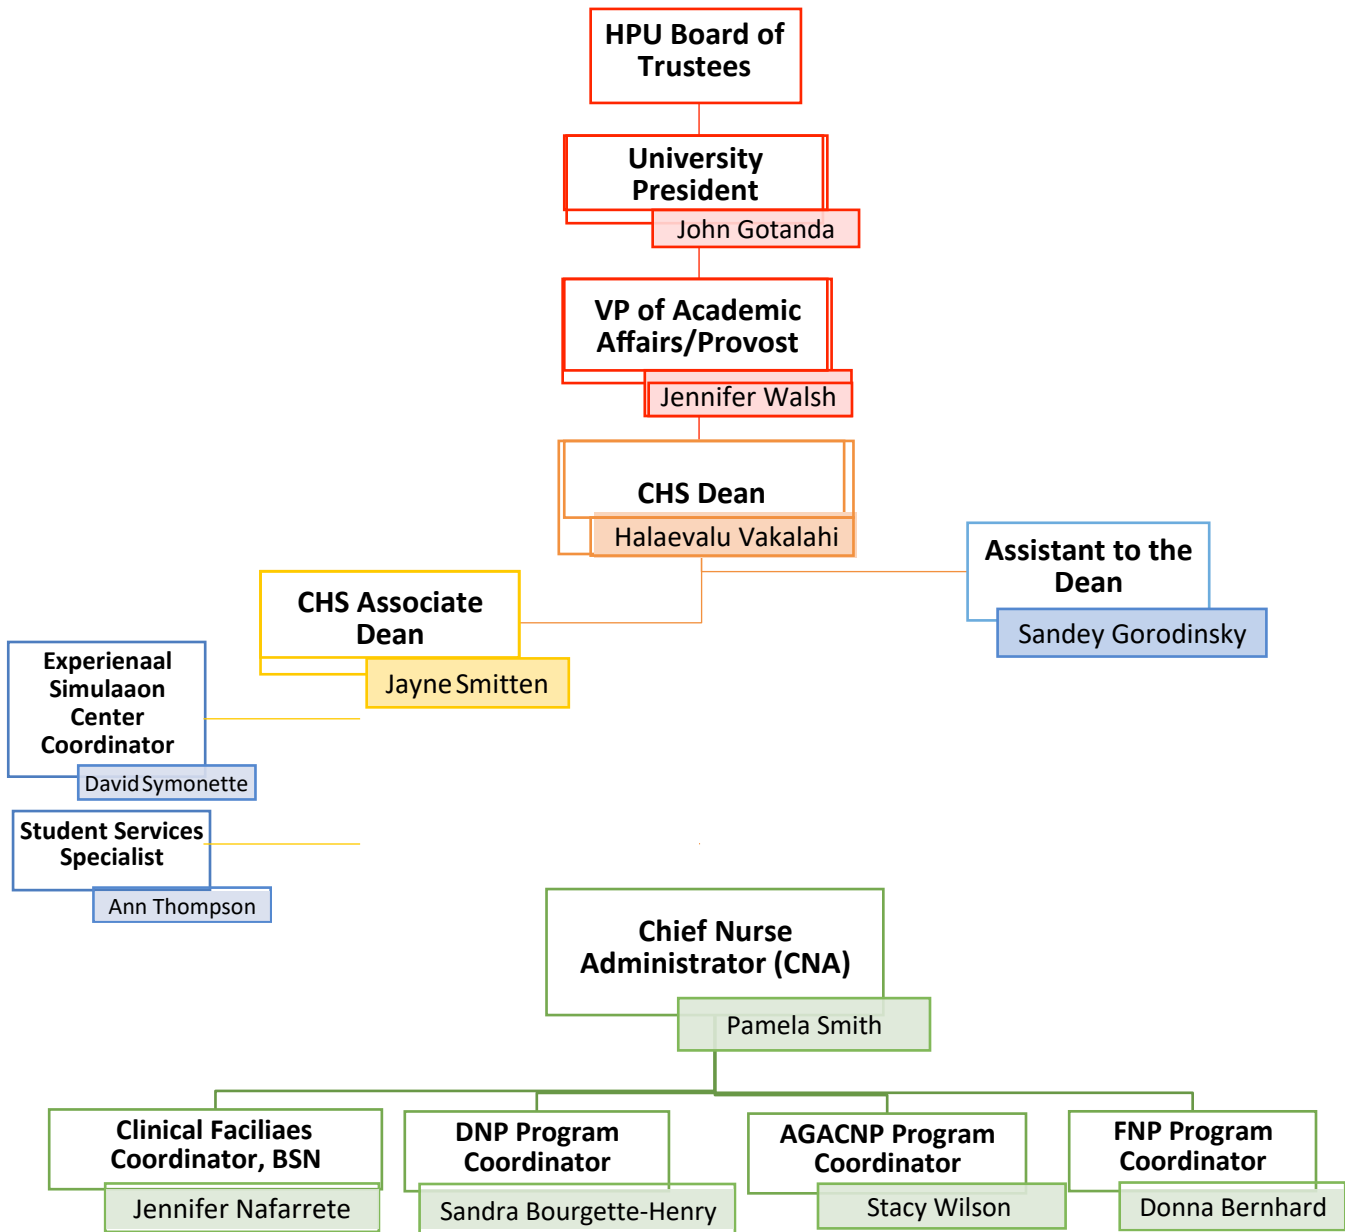 HPU Board of
Trustees
University
President
John Gotanda
VP of Academic
Affairs/Provost
Jennifer Walsh
CHS Dean
Halaevalu Vakalahi
Assistant to the
Dean
Sandey Gorodinsky
CHS Associate
Dean
Jayne Smitten
Experienaal
Simulaaon
Center
Coordinator
David Symonette
Student Services
Specialist
Ann Thompson
Chief Nurse
Administrator (CNA)
Pamela Smith
Clinical Faciliaes
Coordinator, BSN
Jennifer Nafarrete
DNP Program
Coordinator
Sandra Bourgette-Henry
AGACNP Program
Coordinator
Stacy Wilson
FNP Program
Coordinator
Donna Bernhard